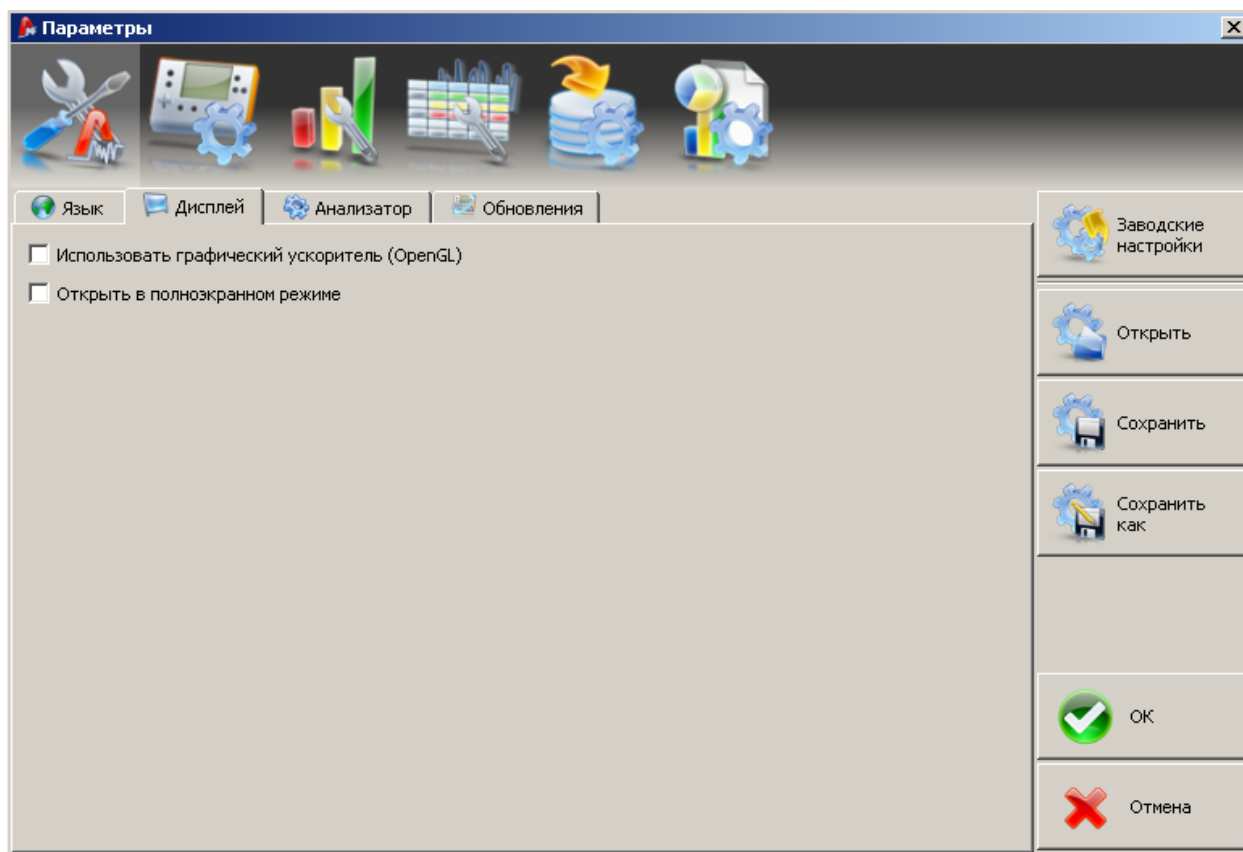 Параметры
Язык
Дисплей
Анализатор
Обновления
Использовать графический ускоритель (OpenGL)
Открыть в полноэкранном режиме
Заводские
настройки
Открыть
Сохранить
Сохранить
как
ОК
Отмена